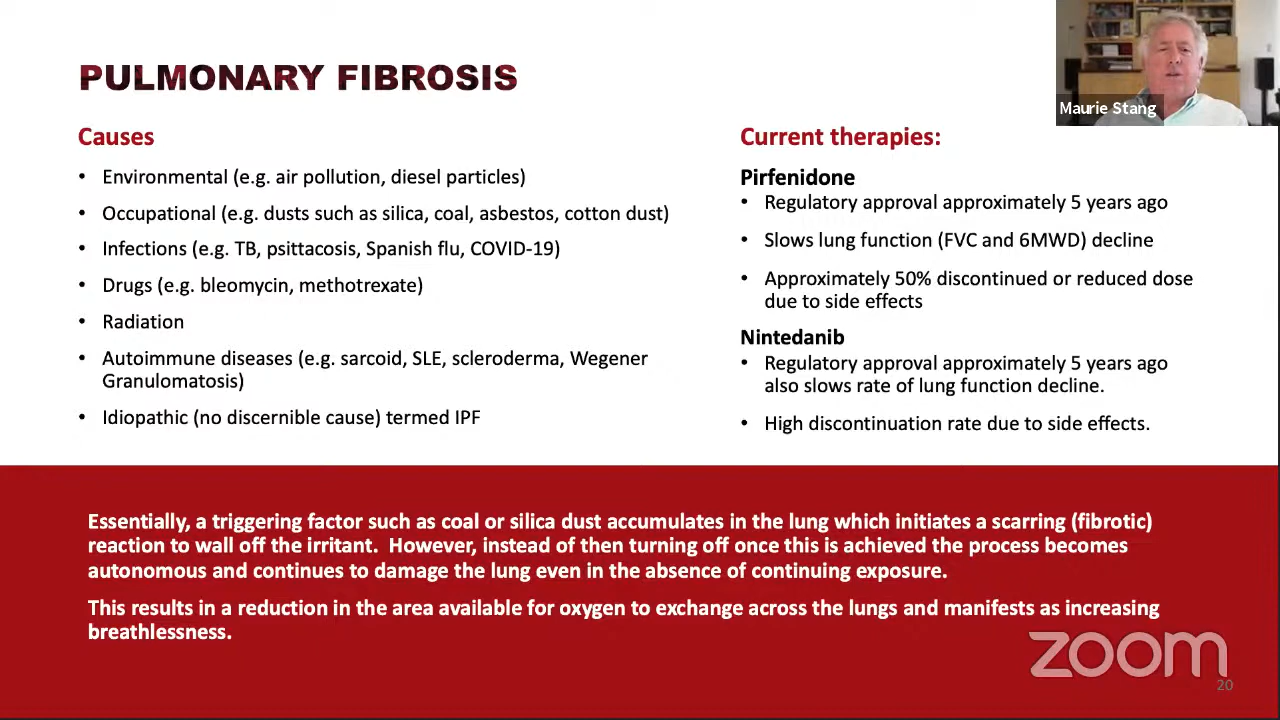 PULMONARY FIBROSIS
Maurie Stang
Causes
• Environmental (e.g. air pollution, diesel particles)
• Occupational (e.g. dusts such as silica, coal, asbestos, cotton dust)
• Infections (e.g. TB, psittacosis, Spanish flu, COVID-19)
• Drugs (e.g. bleomycin, methotrexate)
• Radiation
• Autoimmune diseases (e.g. sarcoid, SLE, scleroderma, Wegener
Granulomatosis)
• Idiopathic (no discernible cause) termed IPF
Current therapies:
Pirfenidone
• Regulatory approval approximately 5 years ago
• Slows lung function (FVC and 6MWD) decline
• Approximately 50% discontinued or reduced dose
due to side effects
Nintedanib
• Regulatory approval approximately 5 years ago
also slows rate of lung function decline.
• High discontinuation rate due to side effects.
Essentially, a triggering factor such as coal or silica dust accumulates in the lung which initiates a scarring (fibrotic)
reaction to wall off the irritant.  However, instead of then turning off once this is achieved the process becomes
autonomous and continues to damage the lung even in the absence of continuing exposure.
This results in a reduction in the area available for oxygen to exchange across the lungs and manifests as increasing
breathlessness.
zoom
20